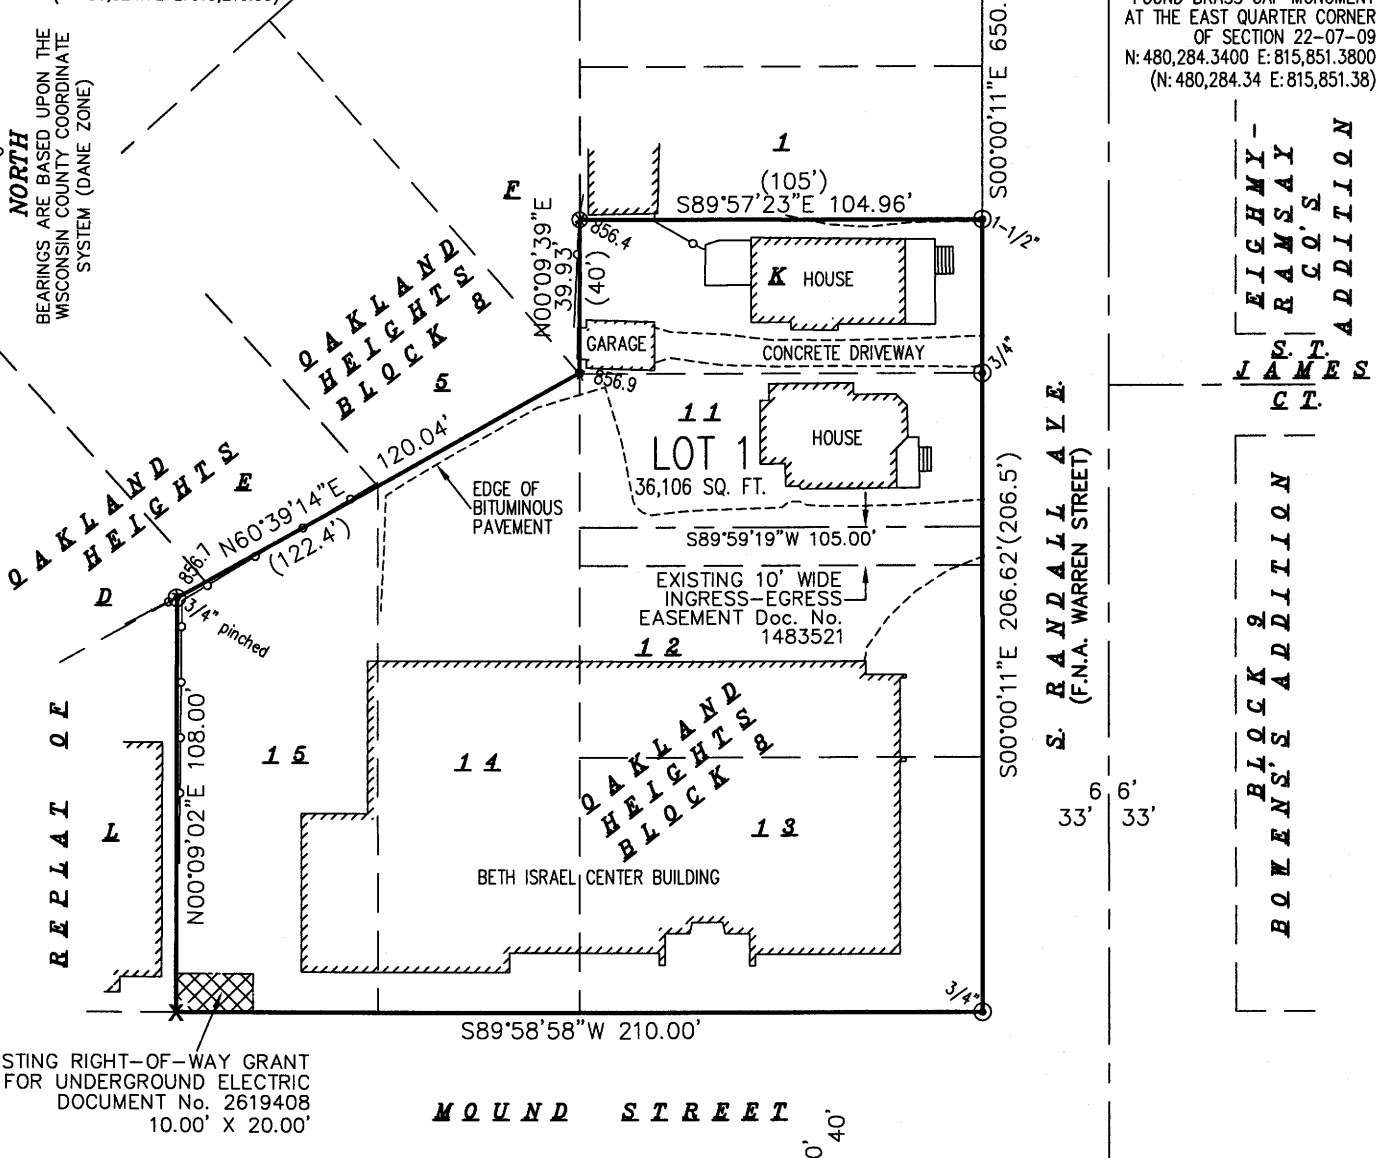 FOUND BRASS CAP MONUMENT
AT THE EAST QUARTER CORNER
OF SECTION 22-07-09
N: 480,284.3400 E: 815,851.3800
(N: 480,284.34 E: 815,851.38)
NORTH
BEARINGS ARE BASED UPON THE
WISCONSIN COUNTY COORDINATE
SYSTEM (DANE ZONE)
S00°00'11"E 650.
1
(105')
S89°57'23"E 104.96'
1-1/2"
F
856.4
N00°09'39"E
39.93'
(40')
K HOUSE
GARAGE
CONCRETE DRIVEWAY
3/4"
856.9
OAKLAND
HEIGHTS
BLOCK 8
5
EIGHMY-
RAMSAY
CO'S
ADDITION
S. T.
JAMES
C T.
11
LOT 1
36,106 SQ. FT.
HOUSE
120.04'
N60°39'14"E
(122.4')
EDGE OF
BITUMINOUS
PAVEMENT
OAKLAND
HEIGHTS
E
D
856.1
3/4" pinched
S89°59'19"W 105.00'
EXISTING 10' WIDE
INGRESS-EGRESS
EASEMENT Doc. No.
1483521
12
S00°00'11"E 206.62'(206.5')
S. RANDALL AVE.
(F.N.A. WARREN STREET)
BLOCK 9
BOWENS'S ADDITION
REPLAT OF
L
N00°09'02"E 108.00'
15
14
OAKLAND
HEIGHTS
BLOCK 8
13
66'
33' 33'
BETH ISRAEL CENTER BUILDING
3/4"
S89°58'58"W 210.00'
STING RIGHT-OF-WAY GRANT
FOR UNDERGROUND ELECTRIC
DOCUMENT No. 2619408
10.00' X 20.00'
MOUND STREET
40'
0'